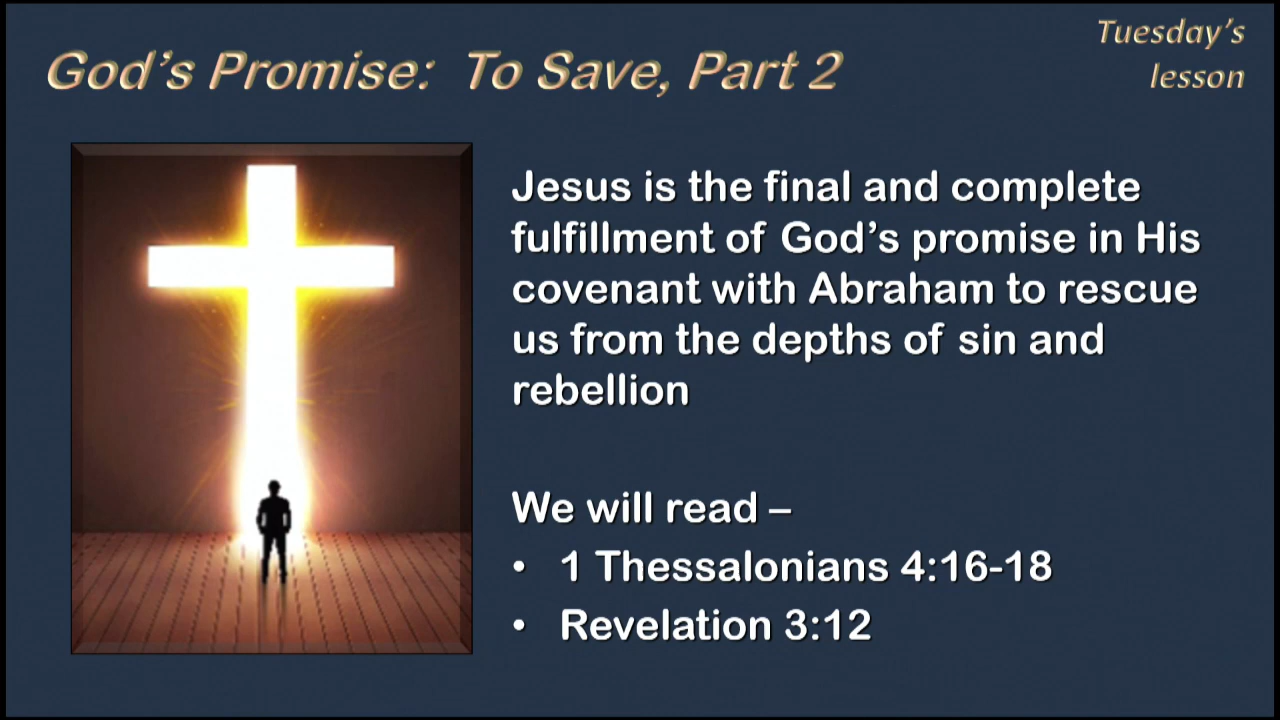 God’s Promise:  To Save, Part 2
Tuesday’s
lesson
Jesus is the final and complete
fulfillment of God’s promise in His
covenant with Abraham to rescue
us from the depths of sin and
rebellion
We will read –
• 1 Thessalonians 4:16-18
• Revelation 3:12